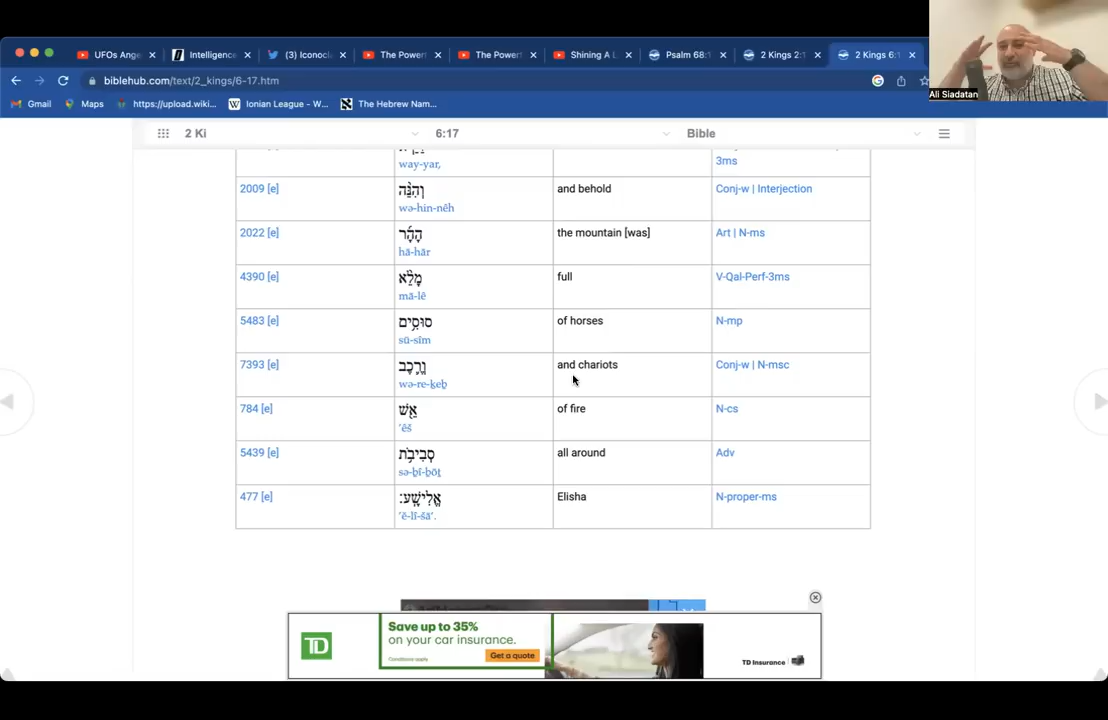 UFOs Ange
Intelligence
(3) Iconocl
The Power
The Power
Shining A L
Psalm 68:1
2 Kings 2:1
2 Kings 6:1
biblehub.com/text/2_kings/6-17.htm
Ali Siadatan
Gmail
Maps
https://upload.wiki...
Ionian League - W...
The Hebrew Nam...
2 Ki
6:17
Bible
way-yar,
3ms
2009 [e]
וְהִנֵּ֨ה
and behold
Conj-w | Interjection
wə-hin-nêh
2022 [e]
הָהָ֜ר
the mountain [was]
Art | N-ms
hā-hār
4390 [e]
מָלֵ֨א
full
V-Qal-Perf-3ms
mā-lê
5483 [e]
סוּסִ֥ים
of horses
N-mp
sū-sîm
7393 [e]
וְרֶ֛כֶב
and chariots
Conj-w | N-msc
wə-re-ḵeḇ
784 [e]
אֵ֖שׁ
of fire
N-cs
’êš
5439 [e]
סְבִיבֹ֥ת
all around
Adv
sə-ḇî-ḇōṯ
477 [e]
אֱלִישָֽׁע׃
Elisha
N-proper-ms
’ĕ-lî-šā‘.
TD
Save up to 35%
on your car insurance.
Conditions apply
Get a quote
TD Insurance